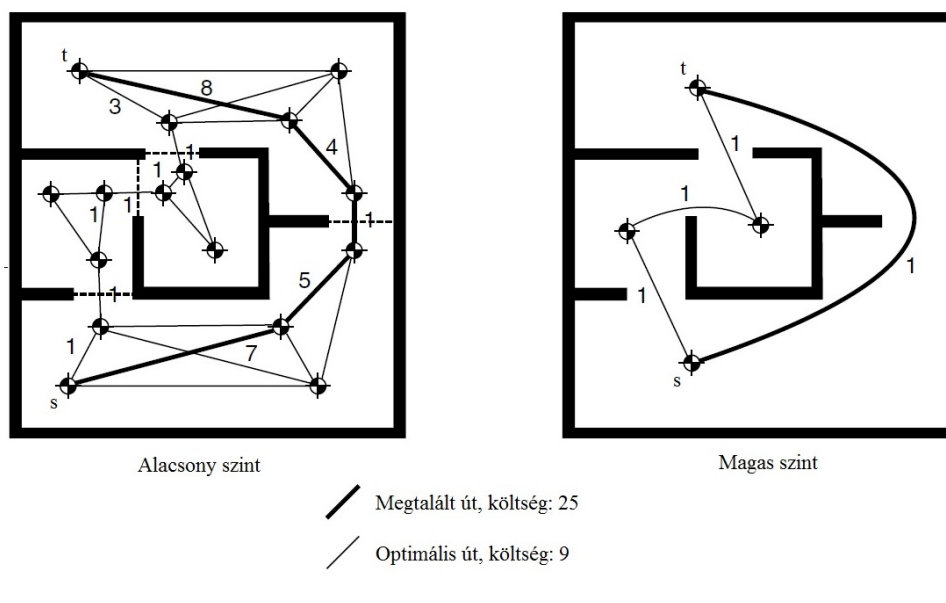 t
8
3
4
1
1
1
1
1
1
5
1
7
s
Alacsony szint
t
1
1
1
1
s
Magas szint
Megtalált út, költség: 25
Optimális út, költség: 9